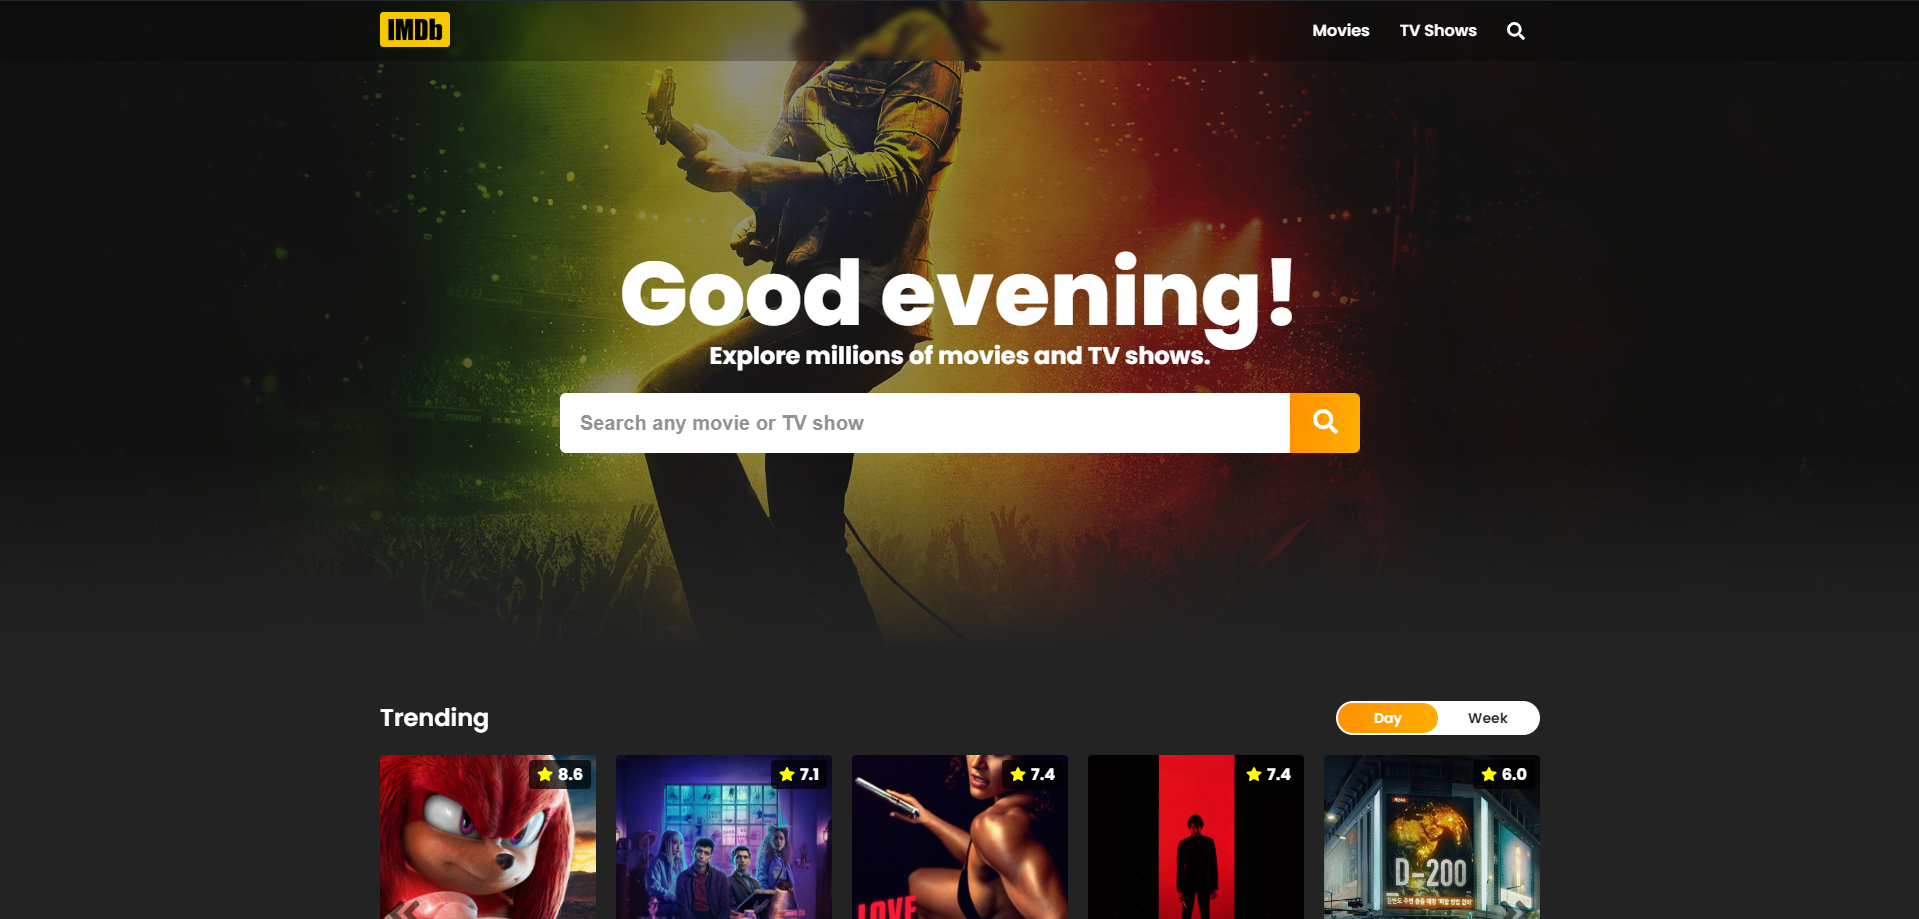 IMDb
Movies
TV Shows
Good evening!
Explore millions of movies and TV shows.
Search any movie or TV show
Trending
Day
Week
8.6
7.1
7.4
7.4
6.0
LOVE
D-200